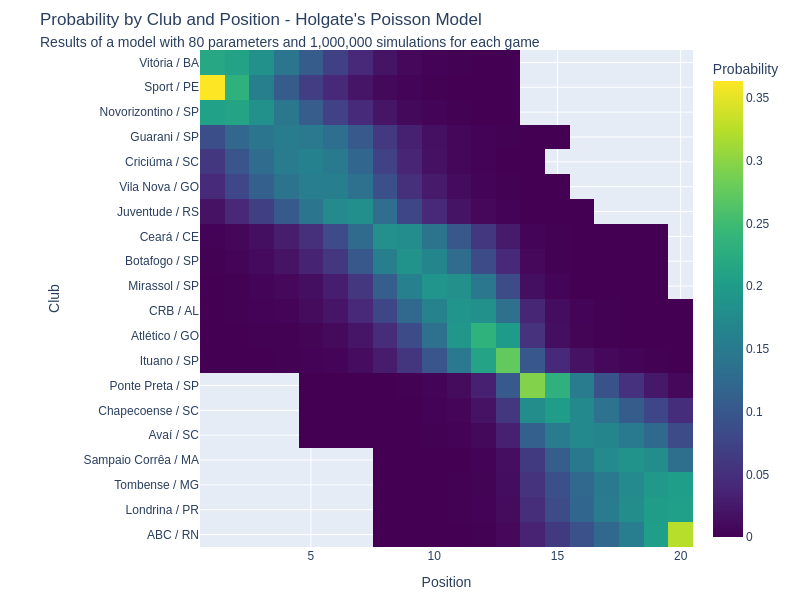 Probability by Club and Position - Holgate's Poisson Model
Results of a model with 80 parameters and 1,000,000 simulations for each game
Probability
Vitória / BA
Sport / PE
Novorizontino / SP
Guarani / SP
Criciúma / SC
Vila Nova / GO
Juventude / RS
Ceará / CE
Botafogo / SP
Mirassol / SP
CRB / AL
Atlético / GO
Ituano / SP
Ponte Preta / SP
Chapecoense / SC
Avaí / SC
Sampaio Corrêa / MA
Tombense / MG
Londrina / PR
ABC / RN
Club
5
10
15
20
Position
0.35
0.3
0.25
0.2
0.15
0.1
0.05
0